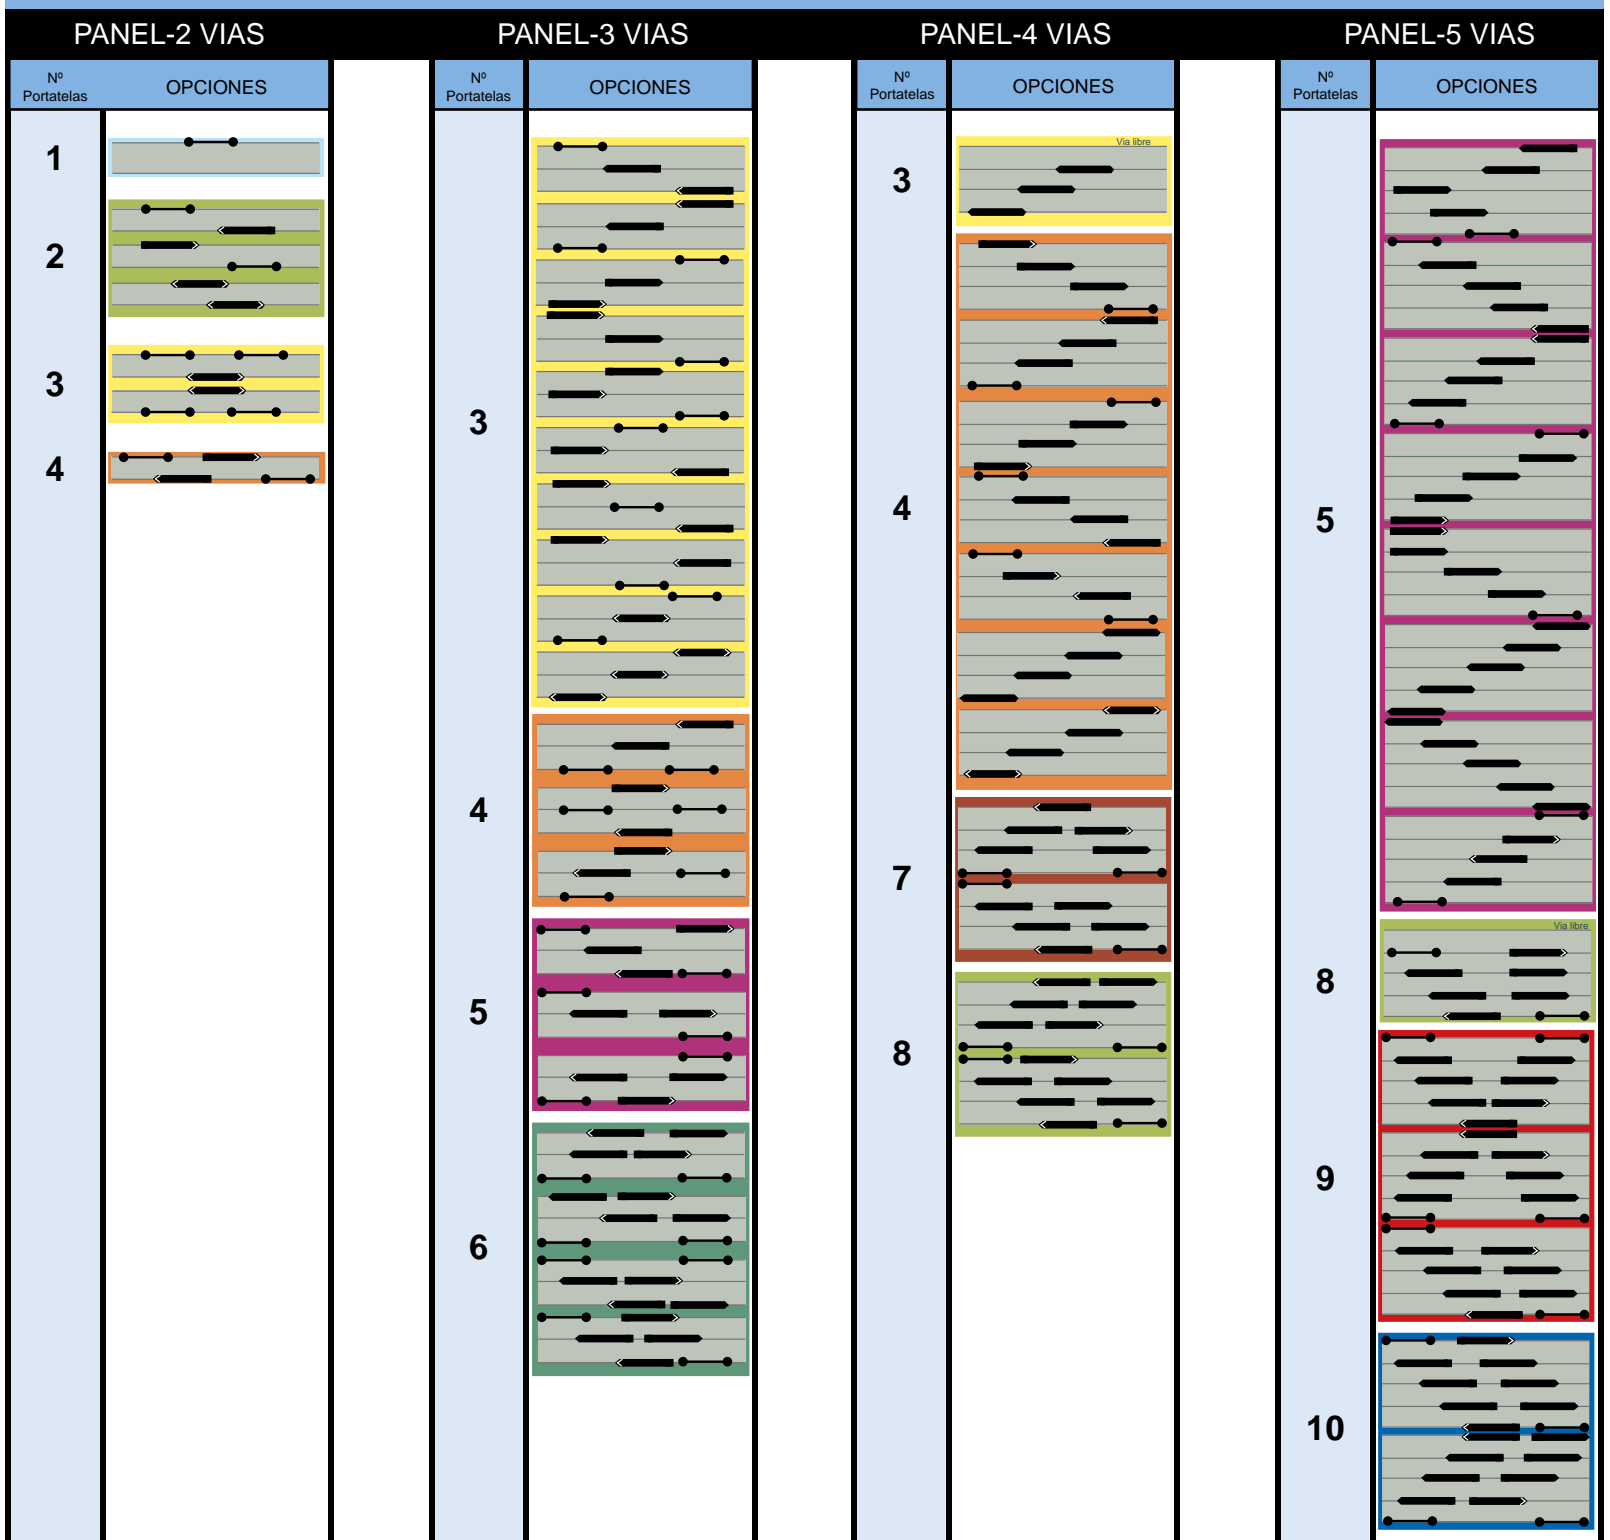 PANEL-2 VIAS
Nº
Portatelas
OPCIONES
1
2
3
4
PANEL-3 VIAS
Nº
Portatelas
OPCIONES
3
4
5
6
PANEL-4 VIAS
Nº
Portatelas
OPCIONES
Via libre
3
4
7
8
PANEL-5 VIAS
Nº
Portatelas
OPCIONES
5
Via libre
8
9
10